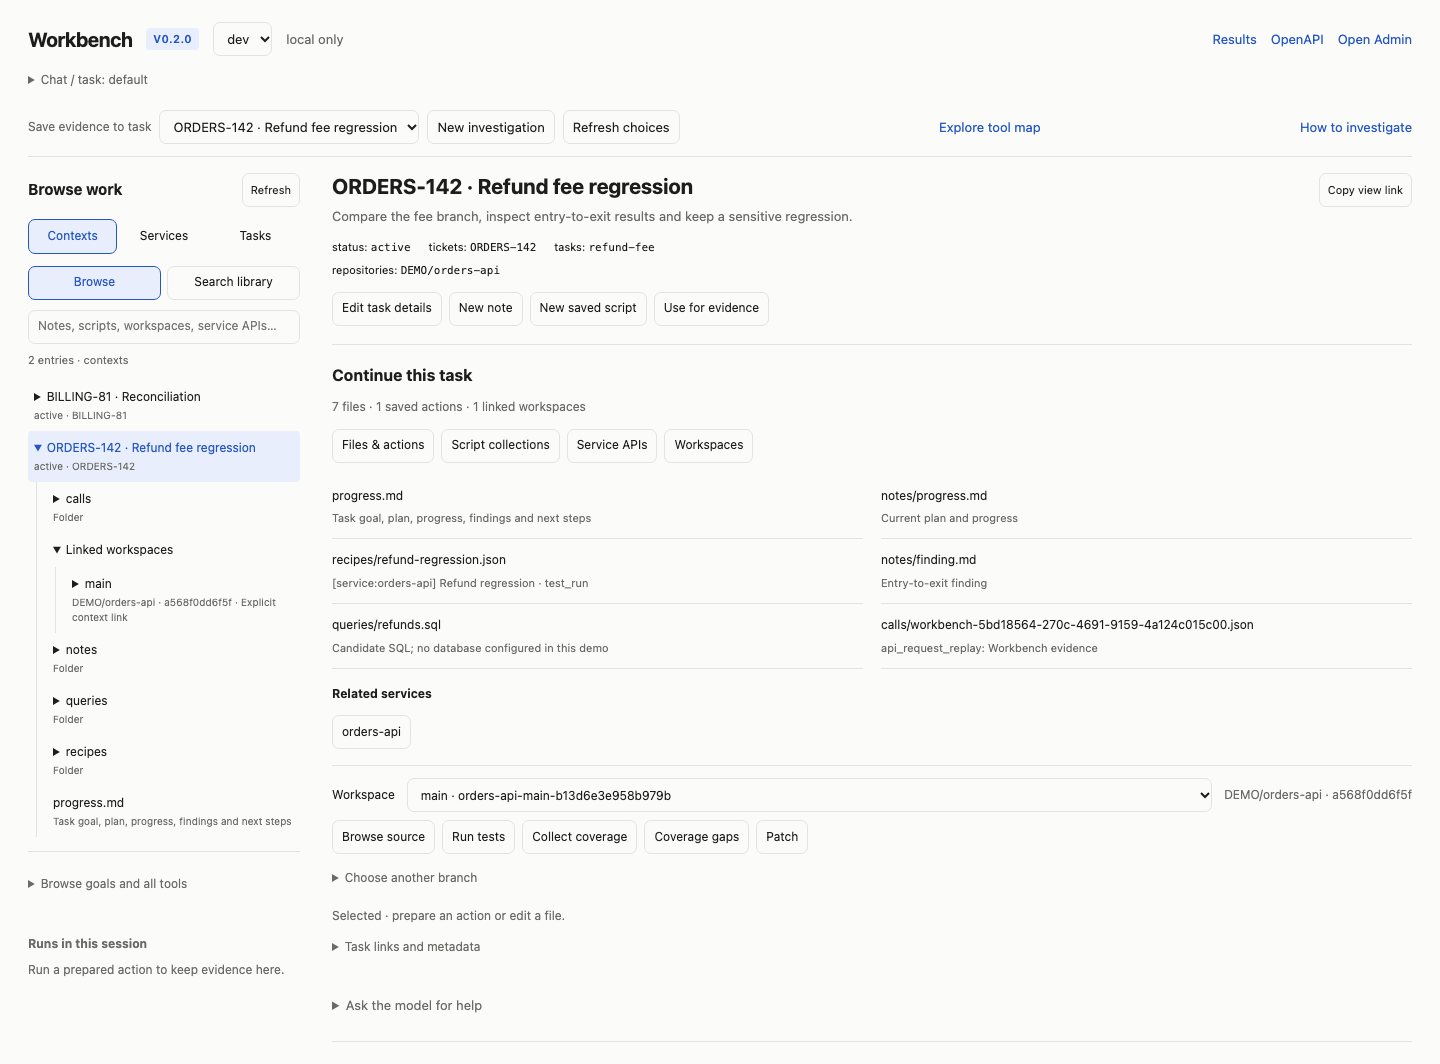 Workbench V0.2.0 dev local only Results OpenAPI Open Admin
Chat / task: default
Save evidence to task ORDERS-142 · Refund fee regression New investigation Refresh choices Explore tool map How to investigate
Browse work Refresh
Contexts Services Tasks
Browse Search library
Notes, scripts, workspaces, service APIs...
2 entries · contexts
BILLING-81 · Reconciliation
active · BILLING-81
ORDERS-142 · Refund fee regression
active · ORDERS-142
calls
Folder
Linked workspaces
main
DEMO/orders-api · a568f0dd6f5f · Explicit
context link
notes
Folder
queries
Folder
recipes
Folder
progress.md
Task goal, plan, progress, findings and next steps
Browse goals and all tools
Runs in this session
Run a prepared action to keep evidence here.
ORDERS-142 · Refund fee regression Copy view link
Compare the fee branch, inspect entry-to-exit results and keep a sensitive regression.
status: active tickets: ORDERS-142 tasks: refund-fee
repositories: DEMO/orders-api
Edit task details New note New saved script Use for evidence
Continue this task
7 files · 1 saved actions · 1 linked workspaces
Files & actions Script collections Service APIs Workspaces
progress.md notes/progress.md
Task goal, plan, progress, findings and next steps Current plan and progress
recipes/refund-regression.json notes/finding.md
[service:orders-api] Refund regression · test_run Entry-to-exit finding
queries/refunds.sql calls/workbench-5bd18564-270c-4691-9159-4a124c015c00.json
Candidate SQL; no database configured in this demo api_request_replay: Workbench evidence
Related services
orders-api
Workspace main · orders-api-main-b13d6e3e958b979b DEMO/orders-api · a568f0dd6f5f
Browse source Run tests Collect coverage Coverage gaps Patch
Choose another branch
Selected · prepare an action or edit a file.
Task links and metadata
Ask the model for help